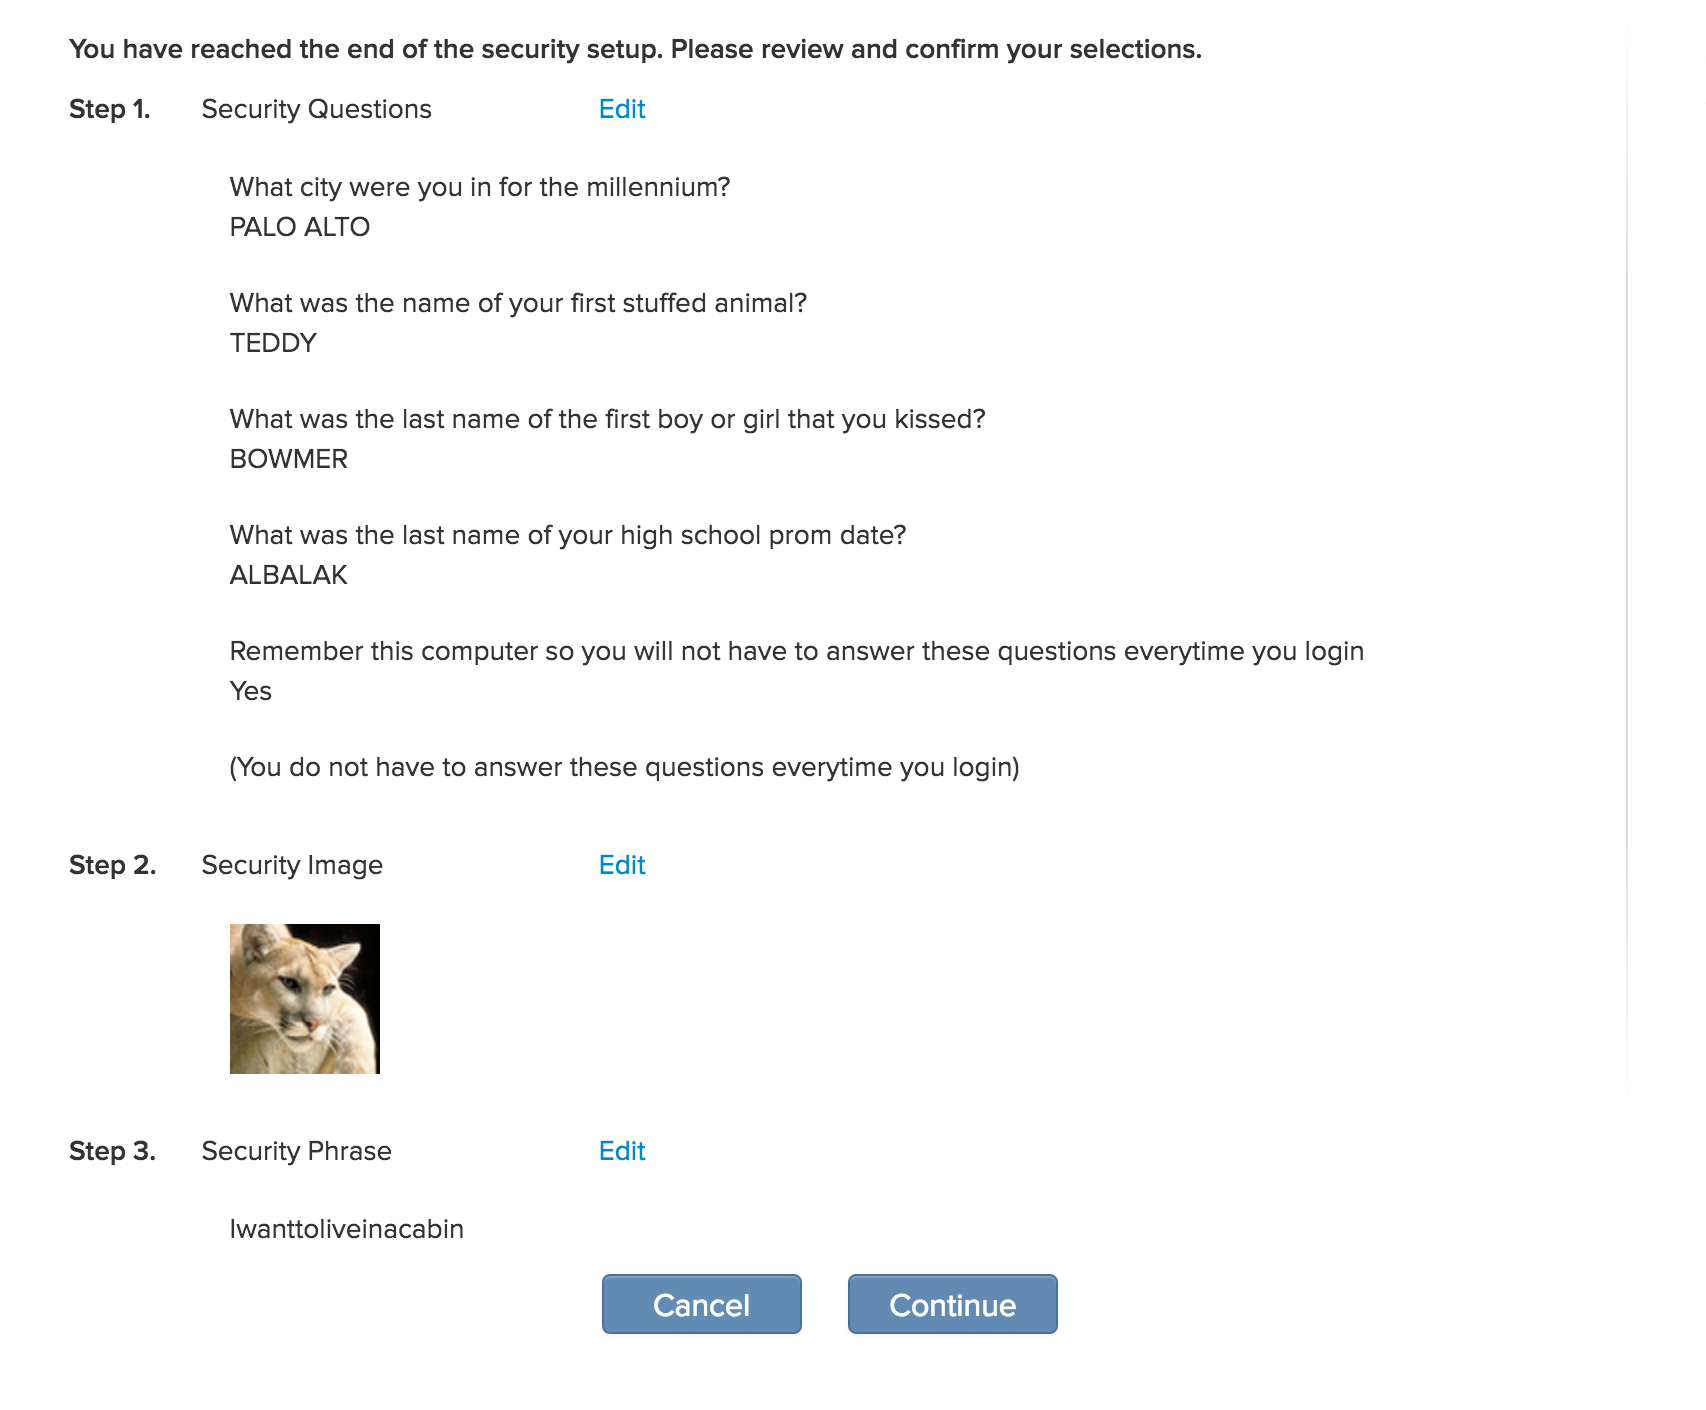 You have reached the end of the security setup. Please review and confirm your selections.
Step 1. Security Questions Edit
What city were you in for the millennium?
PALO ALTO
What was the name of your first stuffed animal?
TEDDY
What was the last name of the first boy or girl that you kissed?
BOWMER
What was the last name of your high school prom date?
ALBALAK
Remember this computer so you will not have to answer these questions everytime you login
Yes
(You do not have to answer these questions everytime you login)
Step 2. Security Image Edit
Step 3. Security Phrase Edit
Iwanttoliveinacabin
Cancel Continue